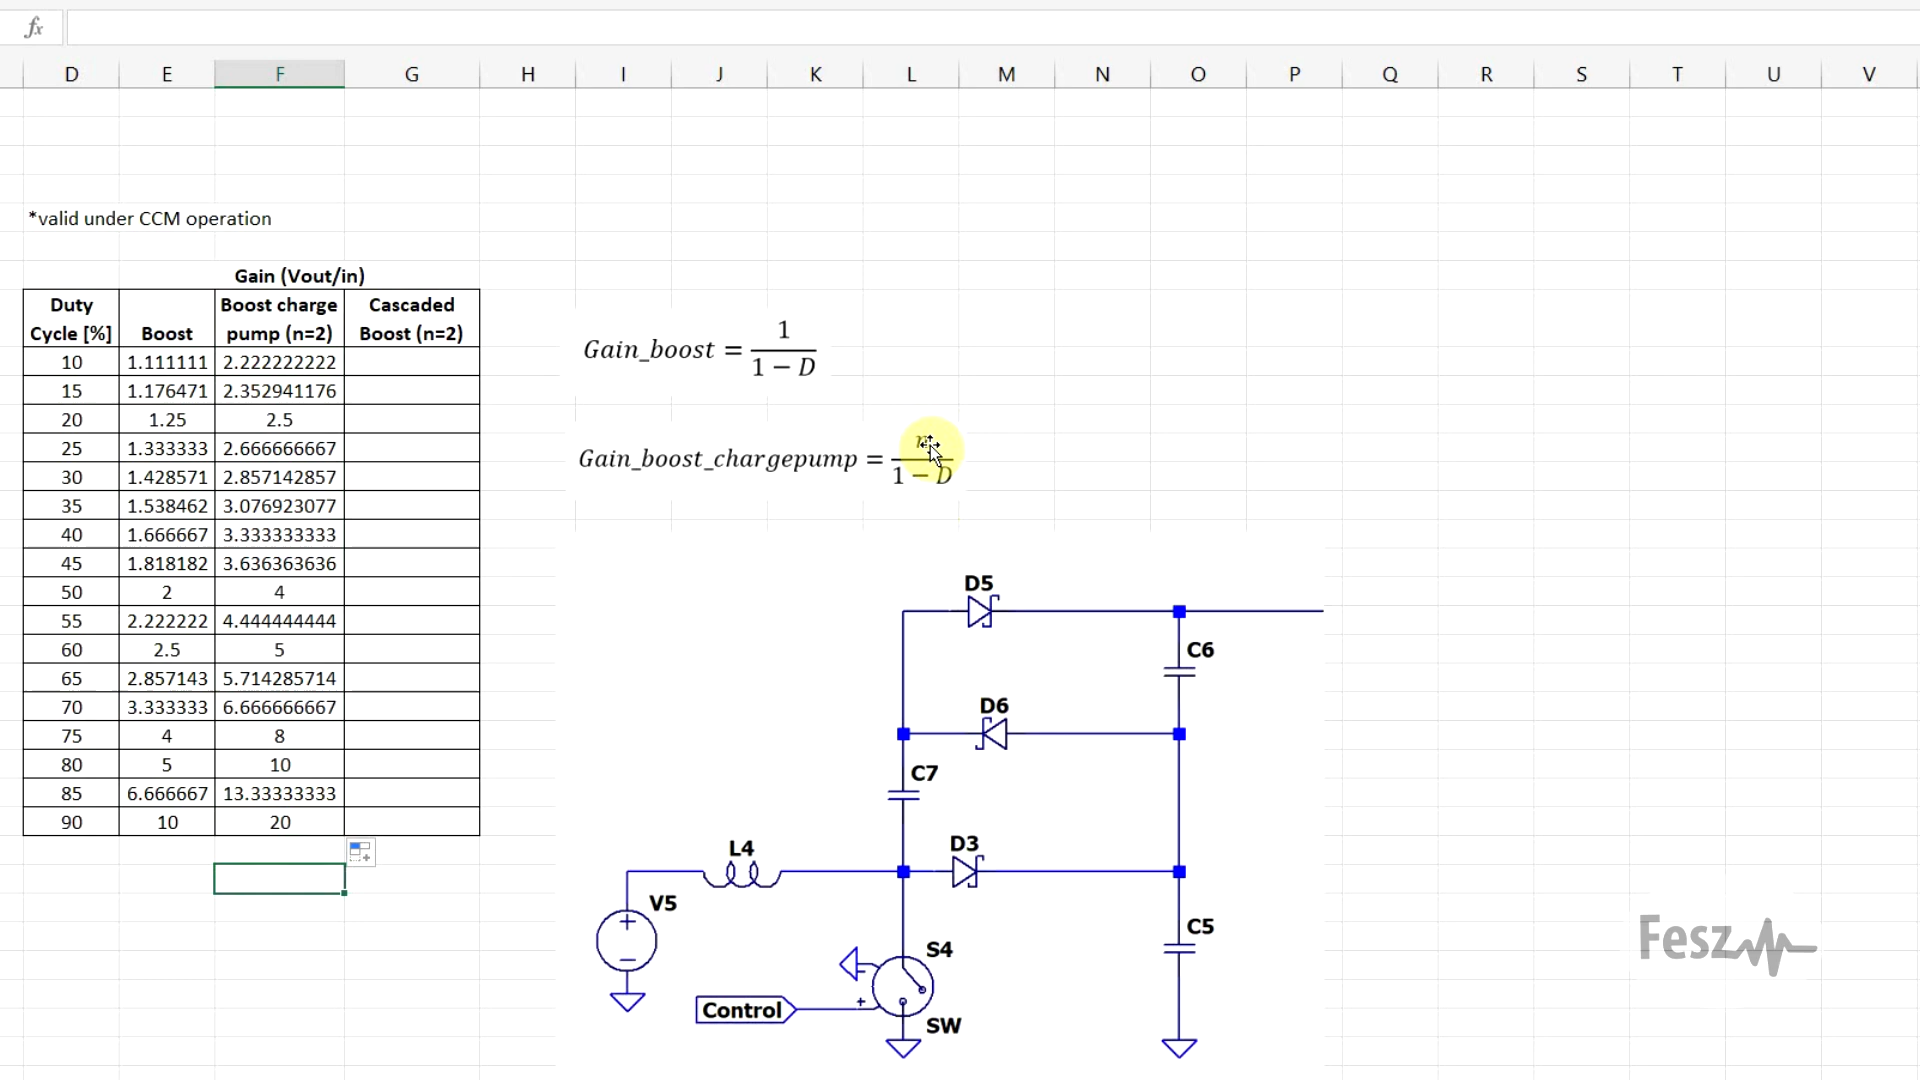 fx
D E F G H I J K L M N O P Q R S T U V
*valid under CCM operation
Gain (Vout/in)
Duty Cycle [%] Boost Boost charge pump (n=2) Cascaded Boost (n=2)
10 1.111111 2.222222222
15 1.176471 2.352941176
20 1.25 2.5
25 1.333333 2.666666667
30 1.428571 2.857142857
35 1.538462 3.076923077
40 1.666667 3.333333333
45 1.818182 3.636363636
50 2 4
55 2.222222 4.444444444
60 2.5 5
65 2.857143 5.714285714
70 3.333333 6.666666667
75 4 8
80 5 10
85 6.666667 13.33333333
90 10 20
Gain_boost = 1 / 1 − D
Gain_boost_chargepump = n / 1 − D
D5
C6
D6
C7
L4
D3
V5
C5
S4
Control
SW
Fesz